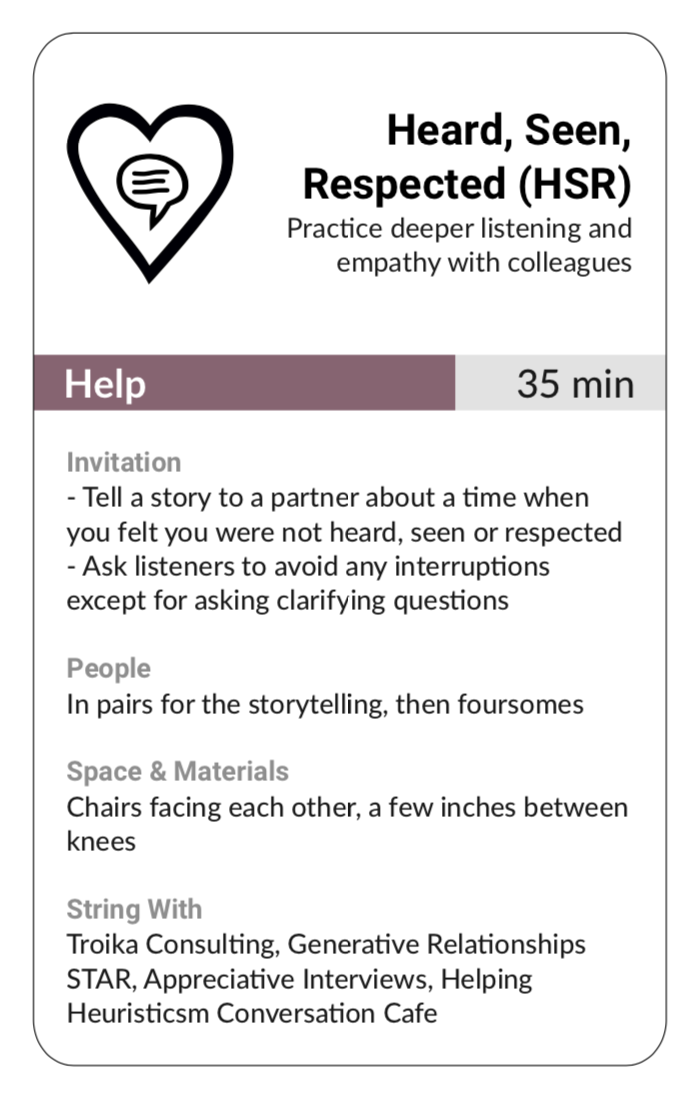 Heard, Seen,
Respected (HSR)
Practice deeper listening and
empathy with colleagues
Help
35 min
Invitation
- Tell a story to a partner about a time when
you felt you were not heard, seen or respected
- Ask listeners to avoid any interruptions
except for asking clarifying questions
People
In pairs for the storytelling, then foursomes
Space & Materials
Chairs facing each other, a few inches between
knees
String With
Troika Consulting, Generative Relationships
STAR, Appreciative Interviews, Helping
Heuristicsm Conversation Cafe